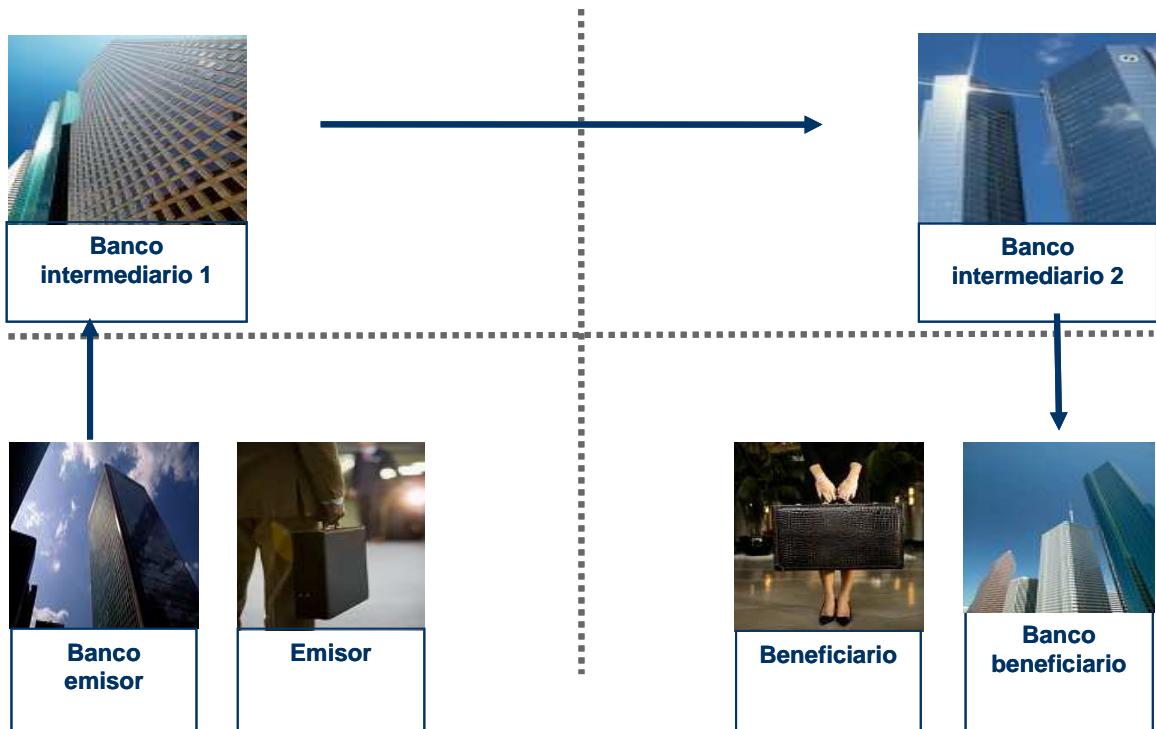 Banco
intermediario 1
Banco
intermediario 2
Banco
emisor
Emisor
Beneficiario
Banco
beneficiario